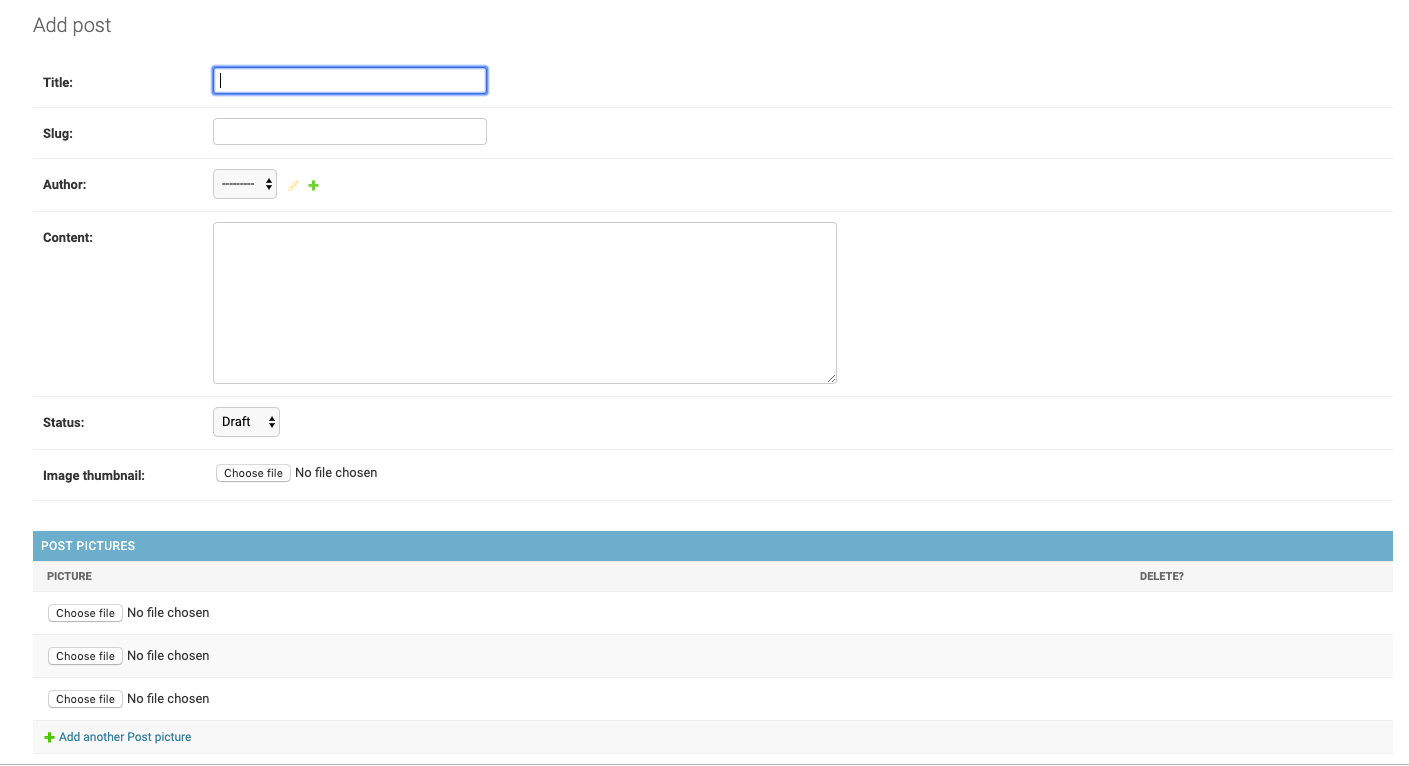 Add post
Title:
Slug:
Author: ---------
Content:
Status: Draft
Image thumbnail: Choose file No file chosen
POST PICTURES
PICTURE DELETE?
Choose file No file chosen
Choose file No file chosen
Choose file No file chosen
Add another Post picture